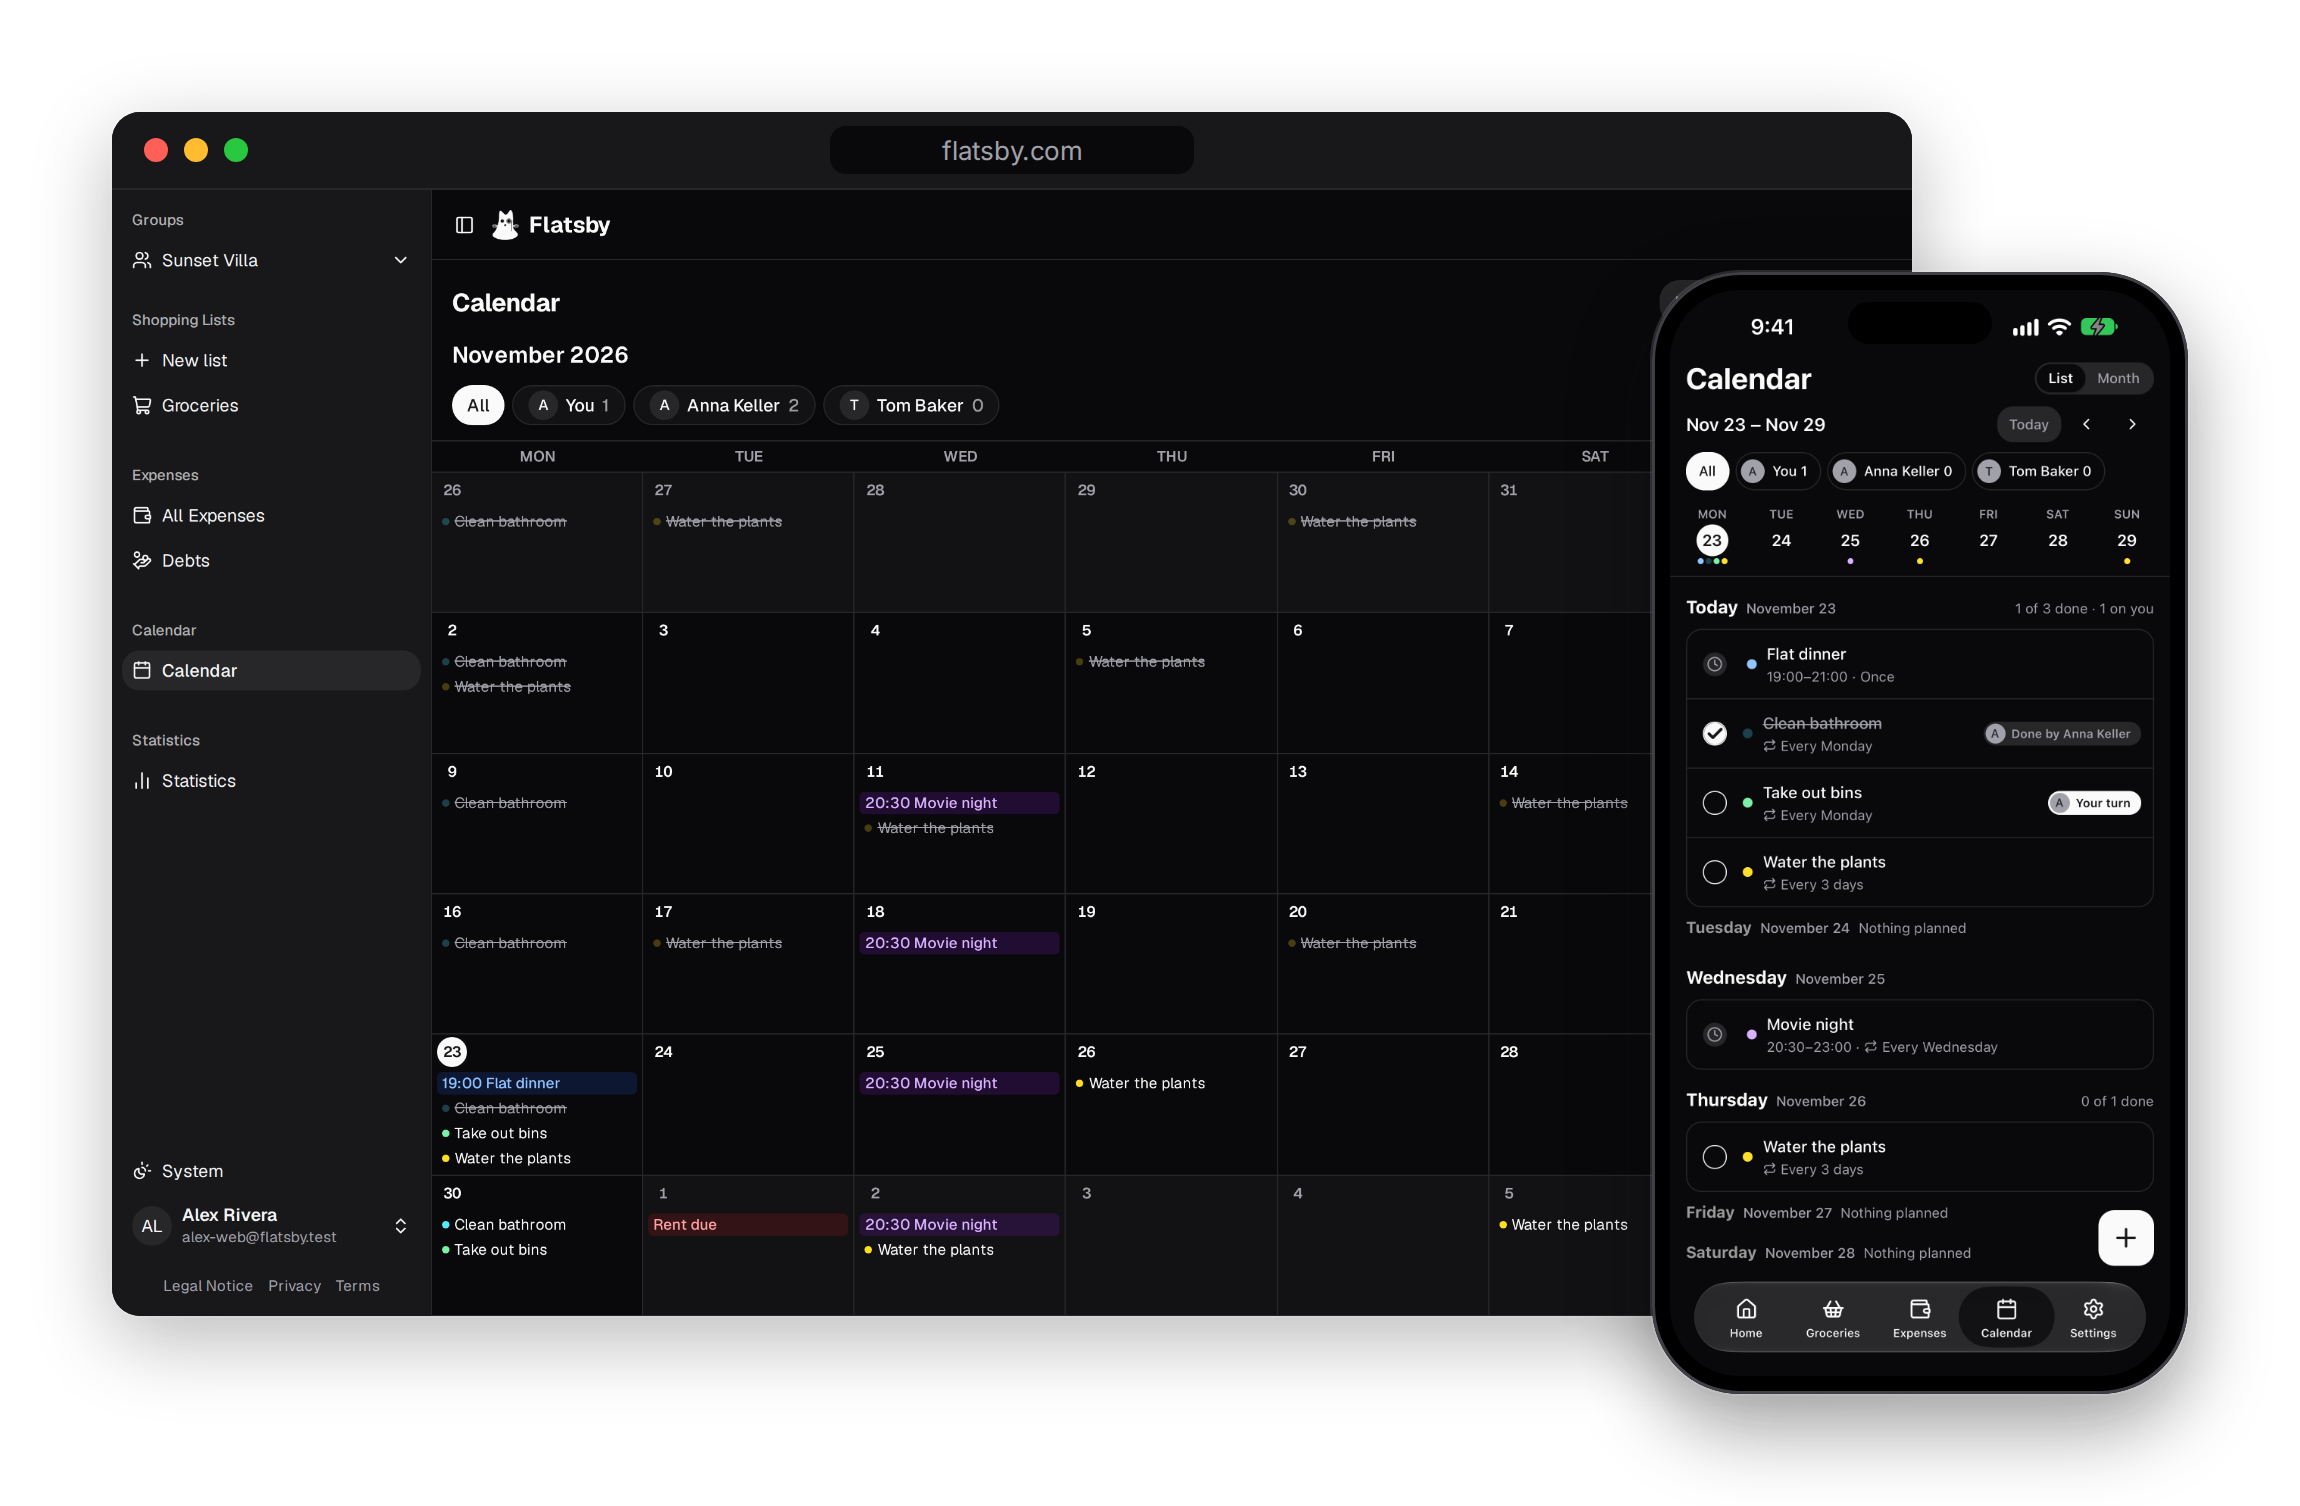 flatsby.com
Groups
Sunset Villa
Shopping Lists
New list
Groceries
Expenses
All Expenses
Debts
Calendar
Calendar
Statistics
Statistics
System
AL
Alex Rivera
alex-web@flatsby.test
Legal Notice Privacy Terms
Flatsby
Calendar
November 2026
All A You 1 A Anna Keller 2 T Tom Baker 0
MON TUE WED THU FRI SAT
26 27 28 29 30 31
Clean bathroom Water the plants Water the plants
2 3 4 5 6 7
Clean bathroom Water the plants
Water the plants
9 10 11 12 13 14
Clean bathroom 20:30 Movie night Water the plants
Water the plants
16 17 18 19 20 21
Clean bathroom Water the plants 20:30 Movie night Water the plants
23 24 25 26 27 28
19:00 Flat dinner 20:30 Movie night Water the plants
Clean bathroom
Take out bins
Water the plants
30 1 2 3 4 5
Clean bathroom Rent due 20:30 Movie night Water the plants
Take out bins Water the plants
9:41
Calendar List Month
Nov 23 – Nov 29 Today
All A You 1 A Anna Keller 0 T Tom Baker 0
MON TUE WED THU FRI SAT SUN
23 24 25 26 27 28 29
Today November 23 1 of 3 done · 1 on you
Flat dinner
19:00–21:00 · Once
Clean bathroom A Done by Anna Keller
Every Monday
Take out bins A Your turn
Every Monday
Water the plants
Every 3 days
Tuesday November 24 Nothing planned
Wednesday November 25
Movie night
20:30–23:00 · Every Wednesday
Thursday November 26 0 of 1 done
Water the plants
Every 3 days
Friday November 27 Nothing planned
Saturday November 28 Nothing planned
Home Groceries Expenses Calendar Settings